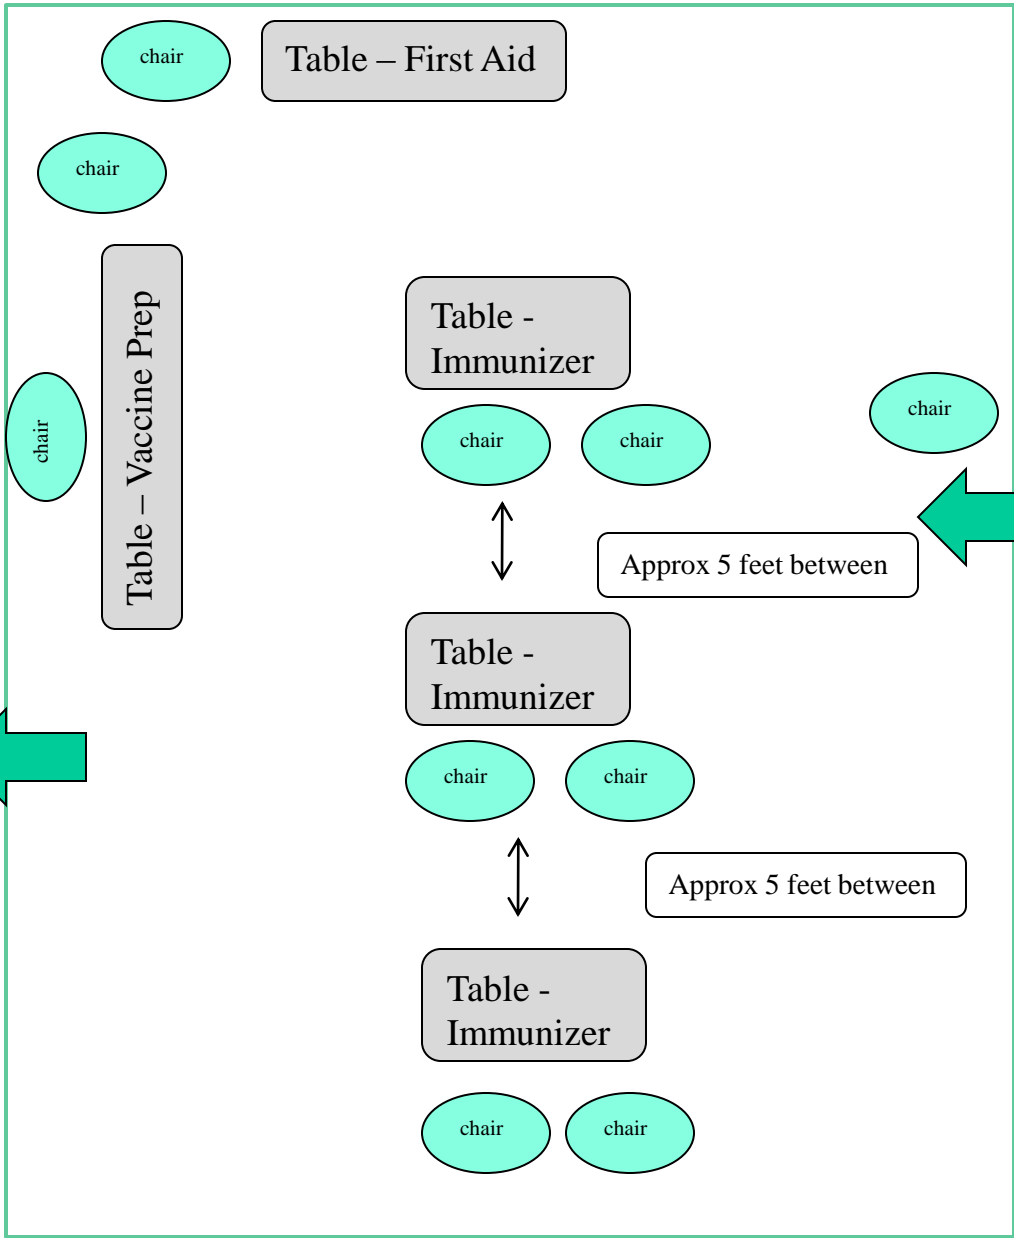 chair
Table – First Aid
chair
Table – Vaccine Prep
chair
Table -
Immunizer
chair
chair
chair
Approx 5 feet between
Table -
Immunizer
chair
chair
Approx 5 feet between
Table -
Immunizer
chair
chair